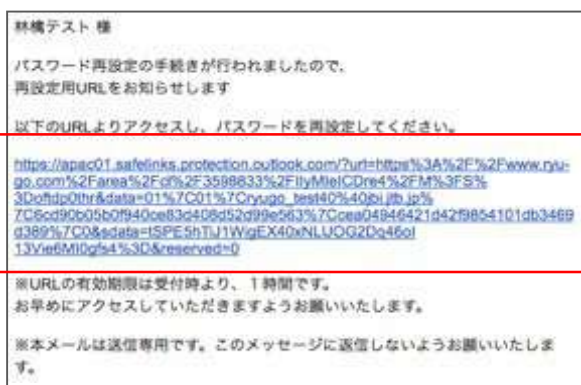 林橋テスト 様
パスワード再設定の手続きが行われましたので、
再設定用URLをお知らせします
以下のURLよりアクセスし、パスワードを再設定してください。
https://apac01.safelinks.protection.outlook.com/?url=https%3A%2F%2Fwww.ryu-
go.com%2Farea%2Fcf%2F3598833%2FIlyMleICDre4%2FM%3FS%
3Doftdp0thr&data=01%7C01%7Cryugo_test40%40jbi.jtb.jp%
7C6cd90b05b0f940ce83d408d52d99e563%7Ccea04946421d42f9854101db3469
d389%7C0&sdata=tSPE5hTiJ1WigEX40xNLUOG2Dq46oI
13Vie6MI0gfs4%3D&reserved=0
※URLの有効期限は受付時より、1時間です。
お早めにアクセスしていただきますようお願いいたします。
※本メールは送信専用です。このメッセージに返信しないようお願いいたしま
す。